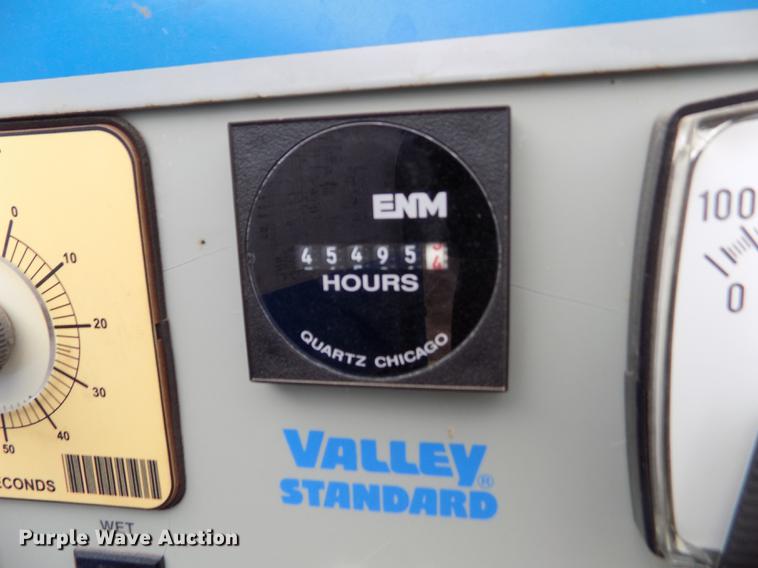 0
10
20
30
40
50
ECONDS
WET
ENM
45495
HOURS
QUARTZ CHICAGO
VALLEY®
STANDARD
100
0
Purple Wave Auction